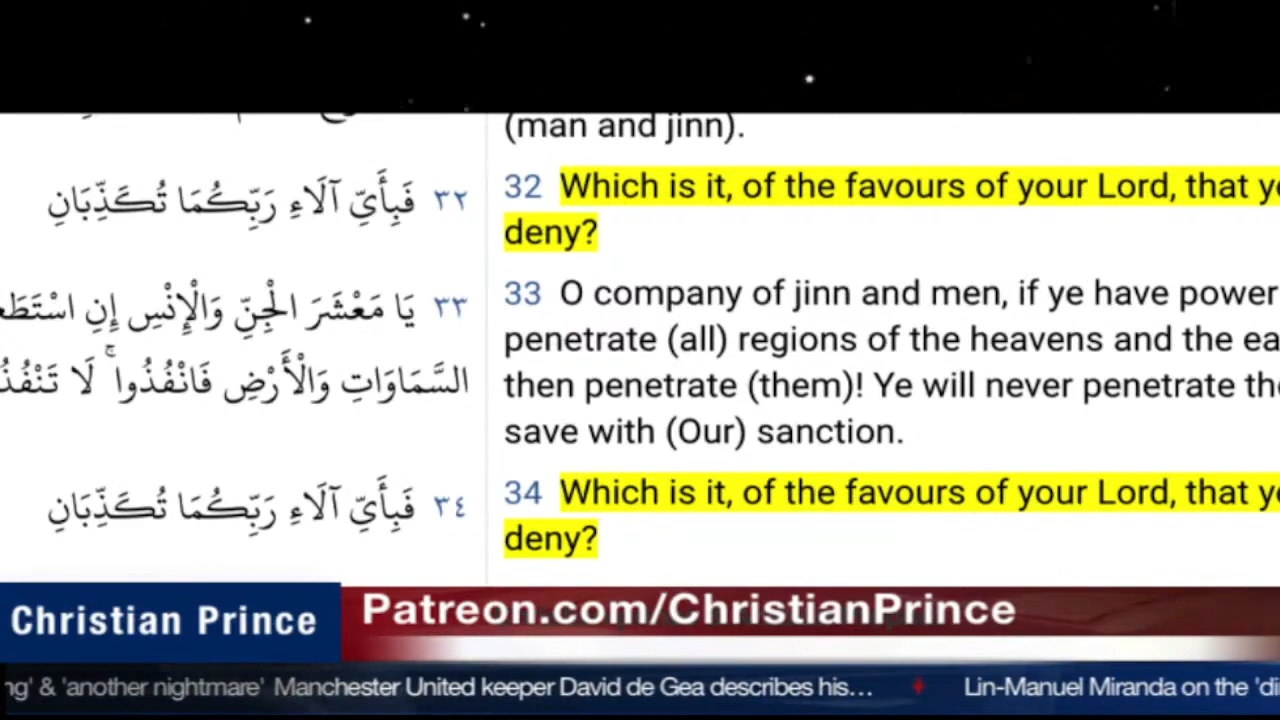 (man and jinn).
فَبِأَيِّ آلَاءِ رَبِّكُمَا تُكَذِّبَانِ ٣٢
32 Which is it, of the favours of your Lord, that
deny?
٣٣ يَا مَعْشَرَ الْجِنِّ وَالْإِنْسِ إِنِ
السَّمَاوَاتِ وَالْأَرْضِ فَانْفُذُوا ۚ لَا
33 O company of jinn and men, if ye have power
penetrate (all) regions of the heavens and the
then penetrate (them)! Ye will never penetrate
save with (Our) sanction.
فَبِأَيِّ آلَاءِ رَبِّكُمَا تُكَذِّبَانِ ٣٤
34 Which is it, of the favours of your Lord, that
deny?
Christian Prince
Patreon.com/ChristianPrince
& 'another nightmare' Manchester United keeper David de Gea describes his... Lin-Manuel Miranda on the